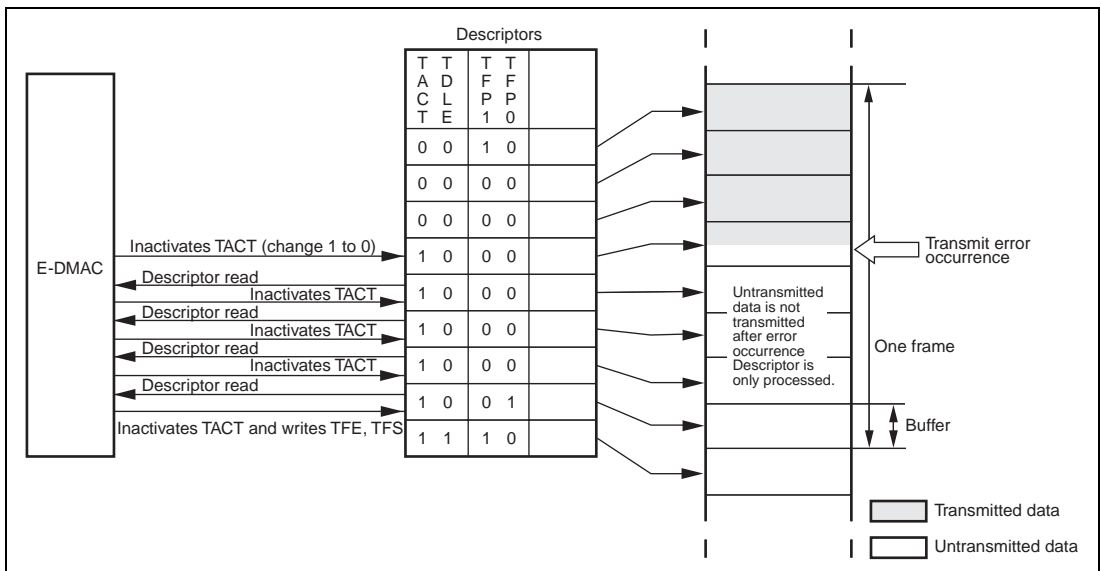 Descriptors
T T T T
A D F F
C L P P
T E 1 0
0 0 1 0
0 0 0 0
0 0 0 0
Inactivates TACT (change 1 to 0)
1 0 0 0
Transmit error
occurrence
E-DMAC
Descriptor read
1 0 0 0
Inactivates TACT
Descriptor read
1 0 0 0
Inactivates TACT
Descriptor read
1 0 0 0
Inactivates TACT
Descriptor read
1 0 0 1
Inactivates TACT and writes TFE, TFS
1 1 1 0
Untransmitted
data is not
transmitted
after error
occurrence
Descriptor is
only processed.
One frame
Buffer
Transmitted data
Untransmitted data